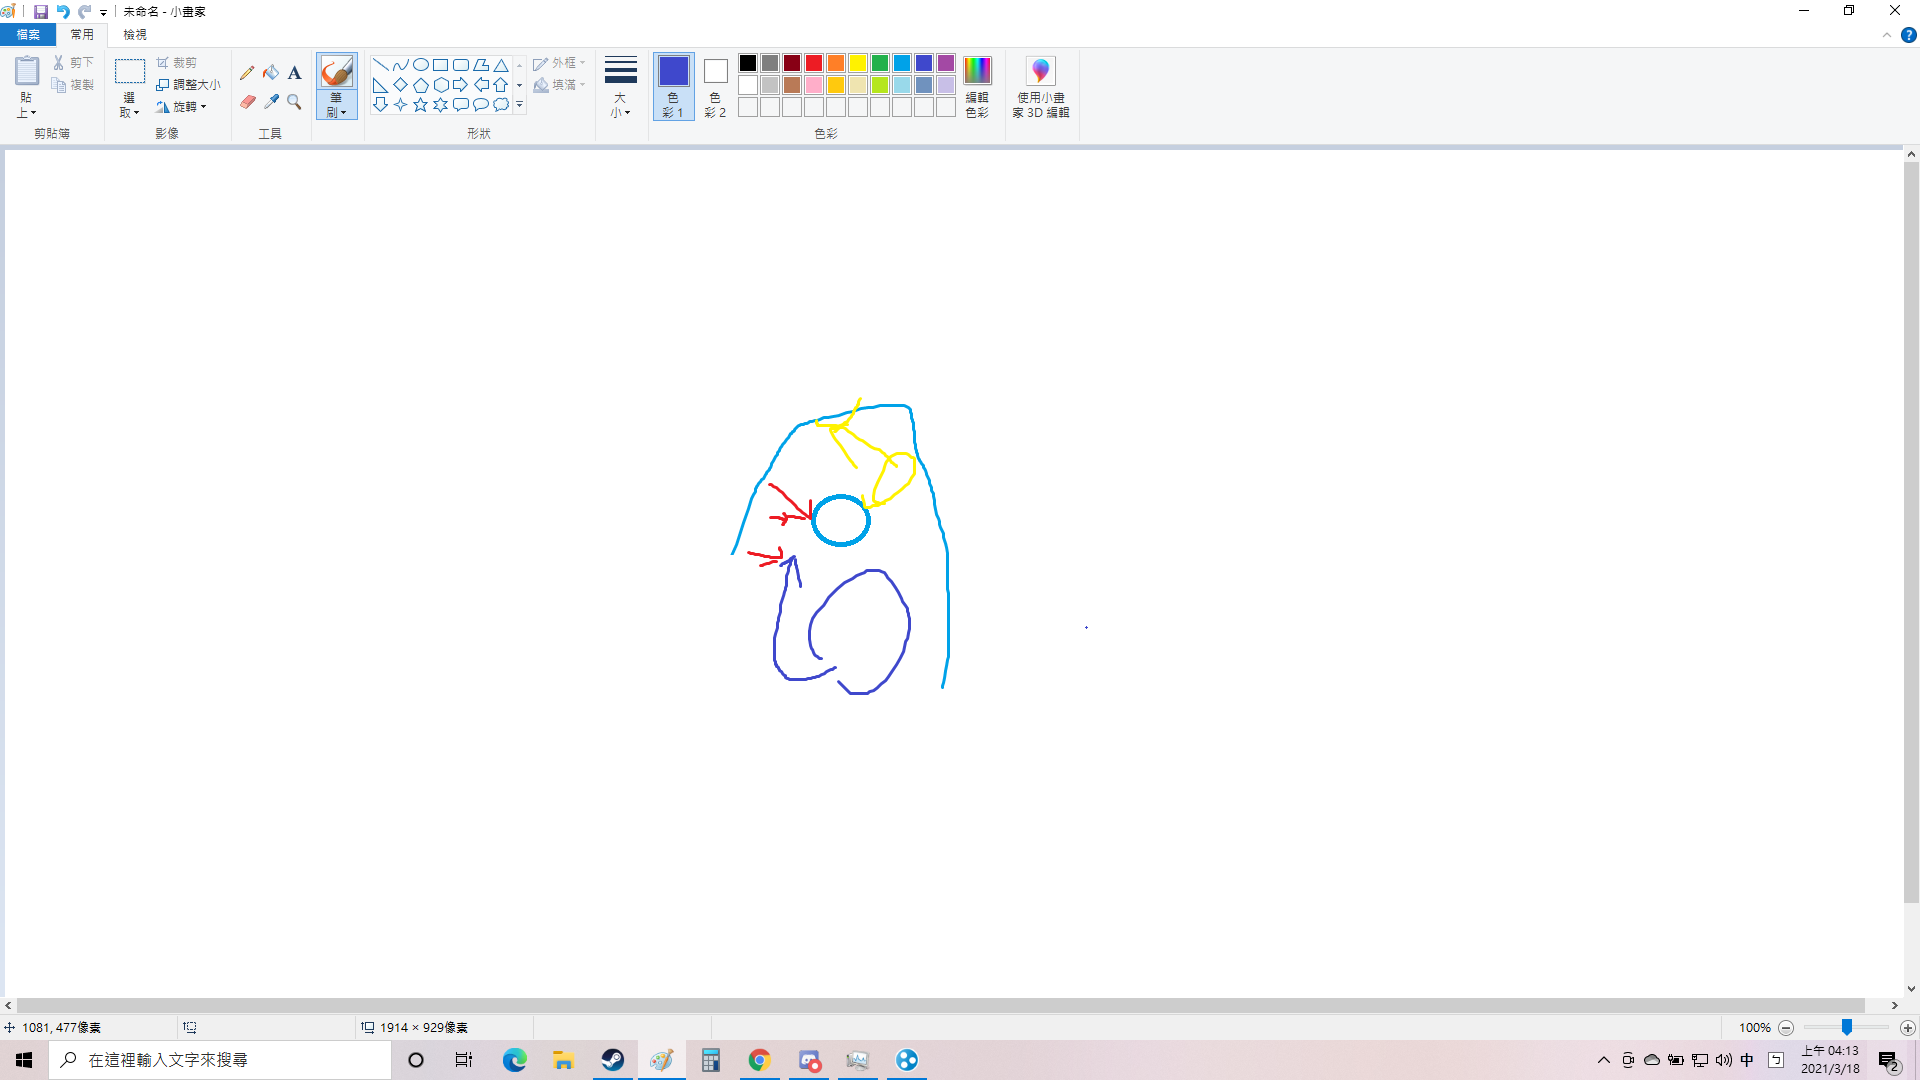 未命名 - 小畫家
檔案 常用 檢視
貼上
剪下
複製
剪貼簿
選取
裁剪
調整大小
旋轉
影像
A
工具
筆刷
外框
填滿
形狀
大小
色彩 1
色彩 2
編輯色彩
色彩
使用小畫家 3D 編輯
1081, 477像素
1914 × 929像素
100%
在這裡輸入文字來搜尋
中
上午 04:13
2021/3/18
2